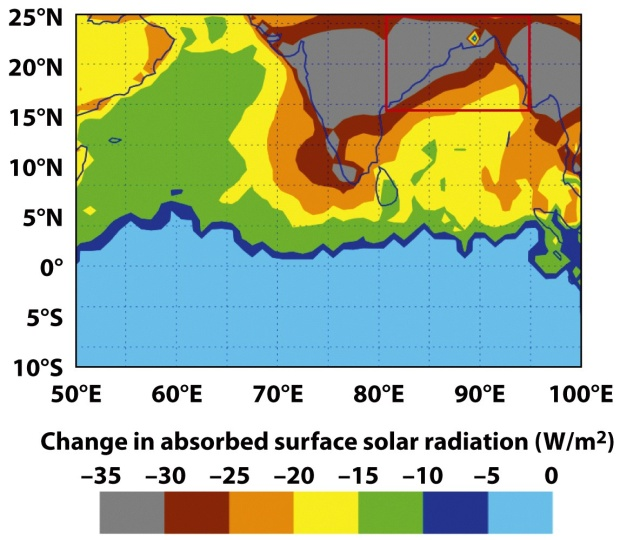 25°N
20°N
15°N
10°N
5°N
0°
5°S
10°S
50°E 60°E 70°E 80°E 90°E 100°E
Change in absorbed surface solar radiation (W/m²)
–35 –30 –25 –20 –15 –10 –5 0